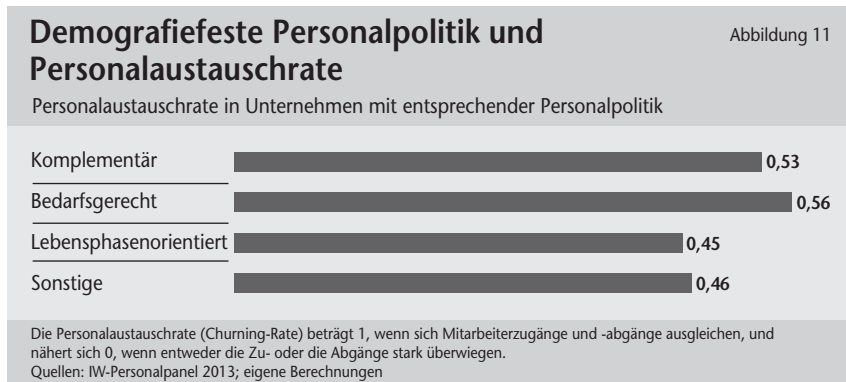 Demografiefeste Personalpolitik und
Personalaustauschrate
Abbildung 11
Personalaustauschrate in Unternehmen mit entsprechender Personalpolitik
Komplementär 0,53
Bedarfsgerecht 0,56
Lebensphasenorientiert 0,45
Sonstige 0,46
Die Personalaustauschrate (Churning-Rate) beträgt 1, wenn sich Mitarbeiterzugänge und -abgänge ausgleichen, und
nähert sich 0, wenn entweder die Zu- oder die Abgänge stark überwiegen.
Quellen: IW-Personalpanel 2013; eigene Berechnungen